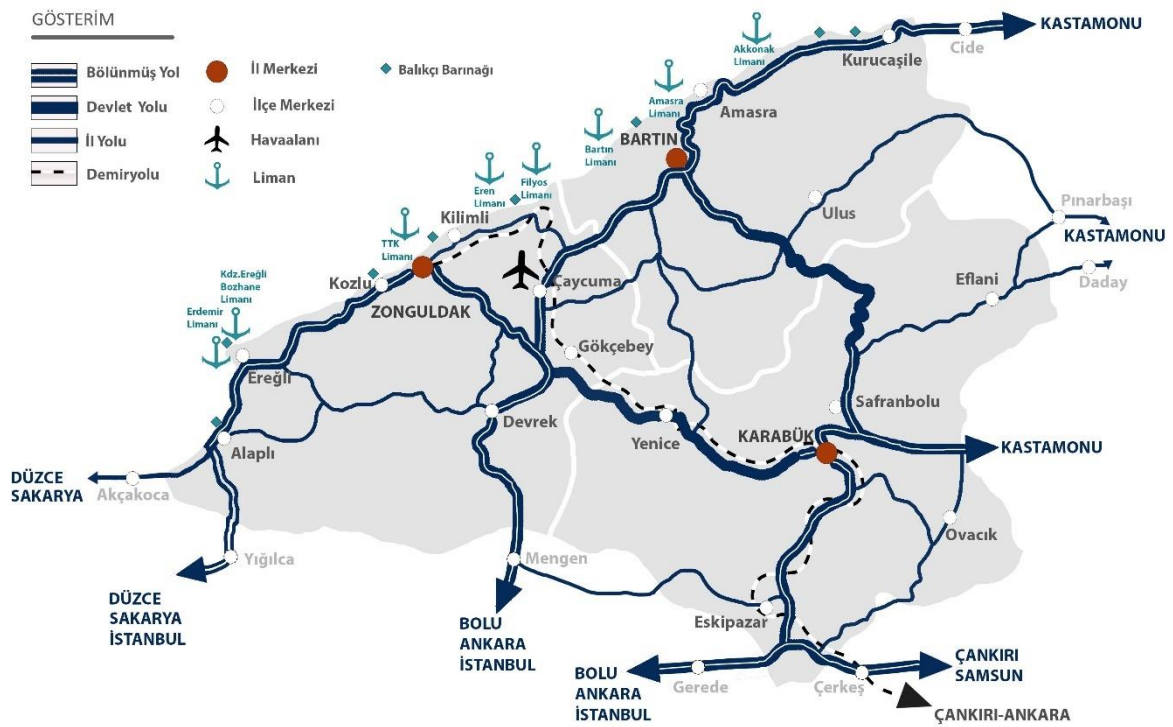 GÖSTERİM
Bölünmüş Yol
Devlet Yolu
İl Yolu
Demiryolu
İl Merkezi
İlçe Merkezi
Havaalanı
Liman
Balıkçı Barınağı
KASTAMONU
Cide
Kurucaşile
Akkonak
Limanı
Amasra
Amasra
Limanı
BARTIN
Bartın
Limanı
Filyos
Limanı
Eren
Limanı
Kilimli
TTK
Limanı
Kozlu
ZONGULDAK
Kdz.Ereğli
Bozhane
Limanı
Erdemir
Limanı
Ereğli
Alaplı
DÜZCE
SAKARYA
Akçakoca
Yığılca
DÜZCE
SAKARYA
İSTANBUL
Çaycuma
Gökçebey
Devrek
Yenice
Ulus
Pınarbaşı
KASTAMONU
Daday
Eflani
Safranbolu
KARABÜK
KASTAMONU
Ovacık
Mengen
BOLU
ANKARA
İSTANBUL
Eskipazar
BOLU
ANKARA
İSTANBUL
Gerede
Çerkeş
ÇANKIRI
SAMSUN
ÇANKIRI-ANKARA